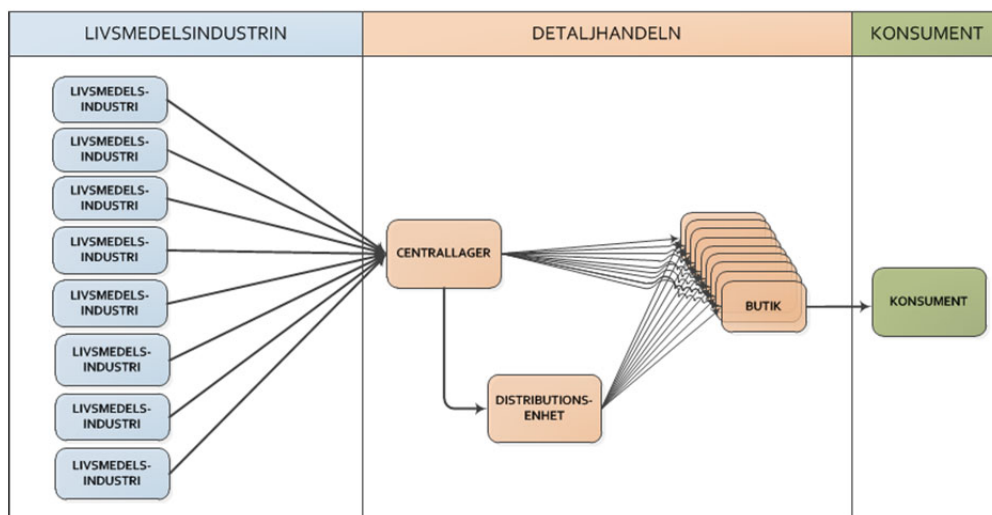 LIVSMEDELSINDUSTRIN
DETALJHANDELN
KONSUMENT
LIVSMEDELS-
INDUSTRI
LIVSMEDELS-
INDUSTRI
LIVSMEDELS-
INDUSTRI
LIVSMEDELS-
INDUSTRI
LIVSMEDELS-
INDUSTRI
LIVSMEDELS-
INDUSTRI
LIVSMEDELS-
INDUSTRI
LIVSMEDELS-
INDUSTRI
CENTRALLAGER
DISTRIBUTIONS-
ENHET
BUTIK
KONSUMENT